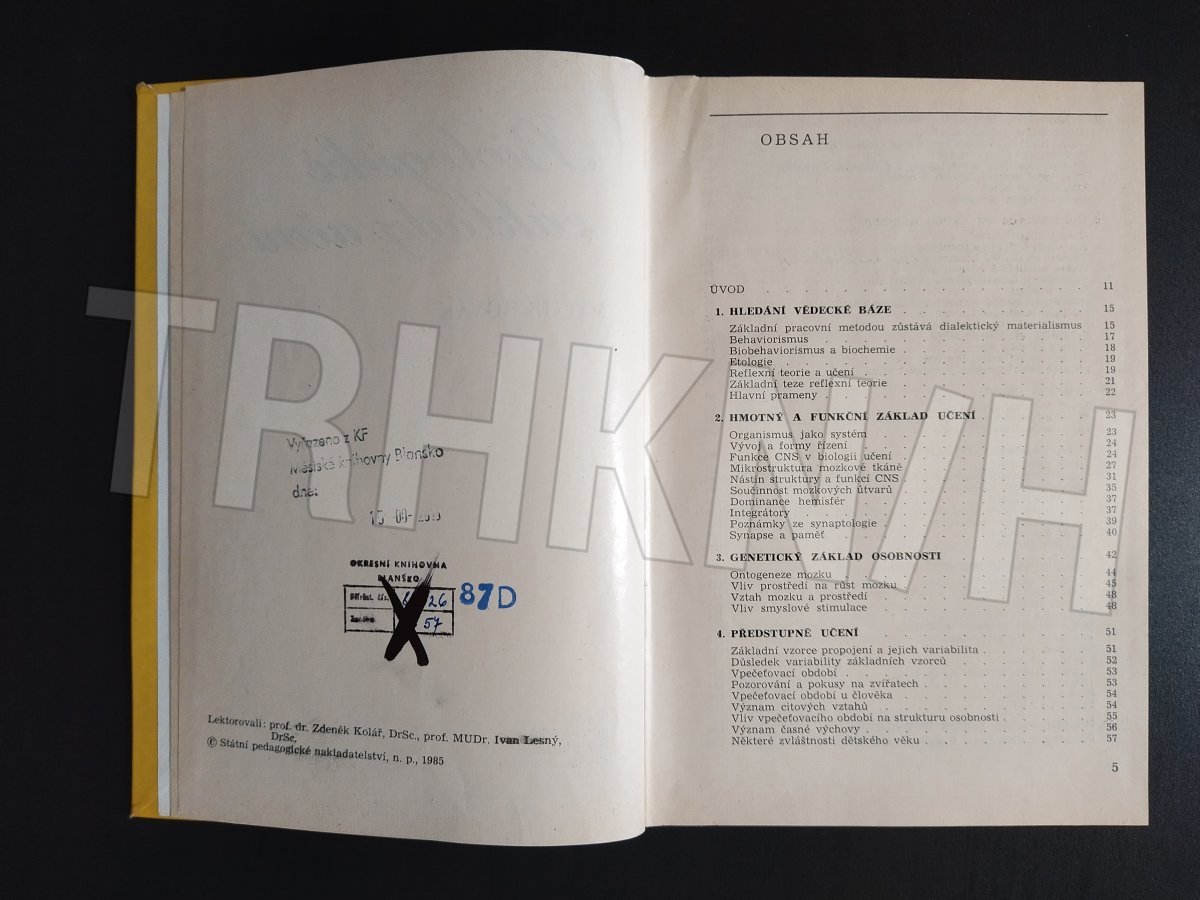 Vyřazeno z KF
Městské knihovny Blansko
dne:
OKRESNÍ KNIHOVNA
BLANSKO
Přírst. čís.
26
87D
57
Lektorovali: prof. dr. Zdeněk Kolář, DrSc., prof. MUDr. Ivan Lesný,
DrSc.
© Státní pedagogické nakladatelství, n. p., 1985
OBSAH
ÚVOD . . . . . . . . . . . . . . 11
1. HLEDÁNÍ VĚDECKÉ BÁZE . . . . . . . . 15
Základní pracovní metodou zůstává dialektický materialismus 15
Behaviorismus . . . . . . . . . . . 17
Biobehaviorismus a biochemie . . . . . . . . 18
Etologie . . . . . . . . . . . . 19
Reflexní teorie a učení . . . . . . . . . 19
Základní teze reflexní teorie . . . . . . . . 21
Hlavní prameny . . . . . . . . . . . 22
2. HMOTNÝ A FUNKČNÍ ZÁKLAD UČENÍ . . . . . 23
Organismus jako systém . . . . . . . . . 23
Vývoj a formy řízení . . . . . . . . . 24
Funkce CNS v biologii učení . . . . . . . . 24
Mikrostruktura mozkové tkáně . . . . . . . . 27
Nástin struktury a funkcí CNS . . . . . . . . 31
Součinnost mozkových útvarů . . . . . . . . 35
Dominance hemisfér . . . . . . . . . . 37
Integrátory . . . . . . . . . . . . 37
Poznámky ze synaptologie . . . . . . . . . 39
Synapse a paměť . . . . . . . . . . . 40
3. GENETICKÝ ZÁKLAD OSOBNOSTI . . . . . . 42
Ontogeneze mozku . . . . . . . . . . 44
Vliv prostředí na růst mozku . . . . . . . . 45
Vztah mozku a prostředí . . . . . . . . . 48
Vliv smyslové stimulace . . . . . . . . . 48
4. PŘEDSTUPNĚ UČENÍ . . . . . . . . . 51
Základní vzorce propojení a jejich variabilita . . . . . 51
Důsledek variability základních vzorců . . . . . . 52
Vpečeťovací období . . . . . . . . . . 53
Pozorování a pokusy na zvířatech . . . . . . . 53
Vpečeťovací období u člověka . . . . . . . . 54
Význam citových vztahů . . . . . . . . . 54
Vliv vpečeťovacího období na strukturu osobnosti . . . . 55
Význam časné výchovy . . . . . . . . . 56
Některé zvláštnosti dětského věku . . . . . . . 57
5
TRHKNIH